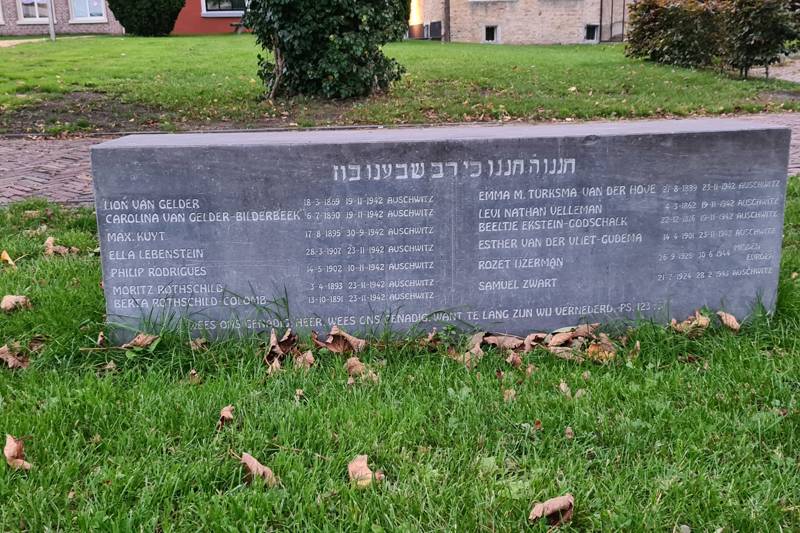 חננו ה׳ חננו כי רב שבענו בוז
LION VAN GELDER 18-3-1869 19-11-1942 AUSCHWITZ
CAROLINA VAN GELDER-BILDERBEEK 6-7-1890 19-11-1942 AUSCHWITZ
MAX KUYT 17-8-1895 30-9-1942 AUSCHWITZ
ELLA LEBENSTEIN 28-3-1902 23-11-1942 AUSCHWITZ
PHILIP RODRIGUES 14-5-1902 10-11-1942 AUSCHWITZ
MORITZ ROTHSCHILD 3-4-1893 23-11-1942 AUSCHWITZ
BERTA ROTHSCHILD-COLOMB 13-10-1891 23-11-1942 AUSCHWITZ
EMMA M. TURKSMA VAN DER HOVE 21-8-1889 23-11-1942 AUSCHWITZ
LEVI NATHAN VELLEMAN 4-3-1862 19-11-1942 AUSCHWITZ
BEELTJE EKSTEIN-GODSCHALK 22-12-1876 19-11-1942 AUSCHWITZ
ESTHER VAN DER VLIET-GUDEMA 14-4-1901 23-11-1942 AUSCHWITZ
ROZET IJZERMAN 26-9-1928 30-6-1944 MIDDEN EUROPA
SAMUEL ZWART 21-2-1924 28-2-1943 AUSCHWITZ
WEES ONS GENADIG, HEER, WEES ONS GENADIG, WANT TE LANG ZIJN WIJ VERNEDERD. PS. 123 :